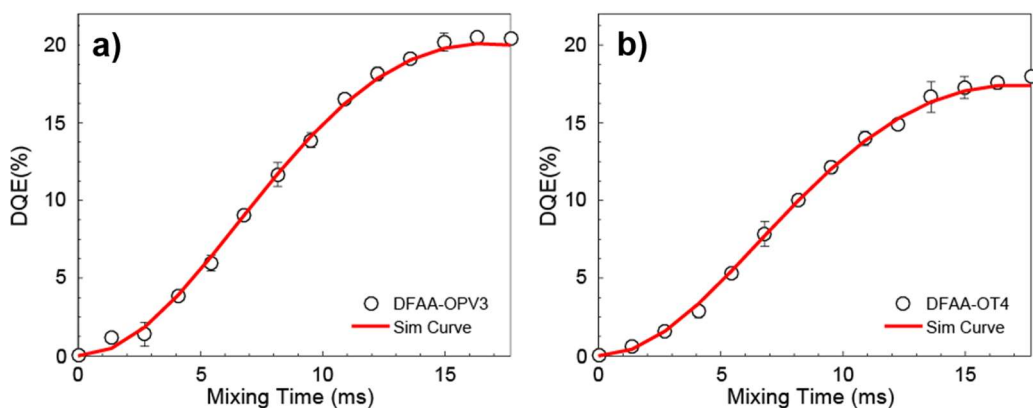 a)
DQE(%)
20
15
10
5
0
DFAA-OPV3
Sim Curve
0 5 10 15
Mixing Time (ms)
b)
DQE(%)
20
15
10
5
0
DFAA-OT4
Sim Curve
0 5 10 15
Mixing Time (ms)